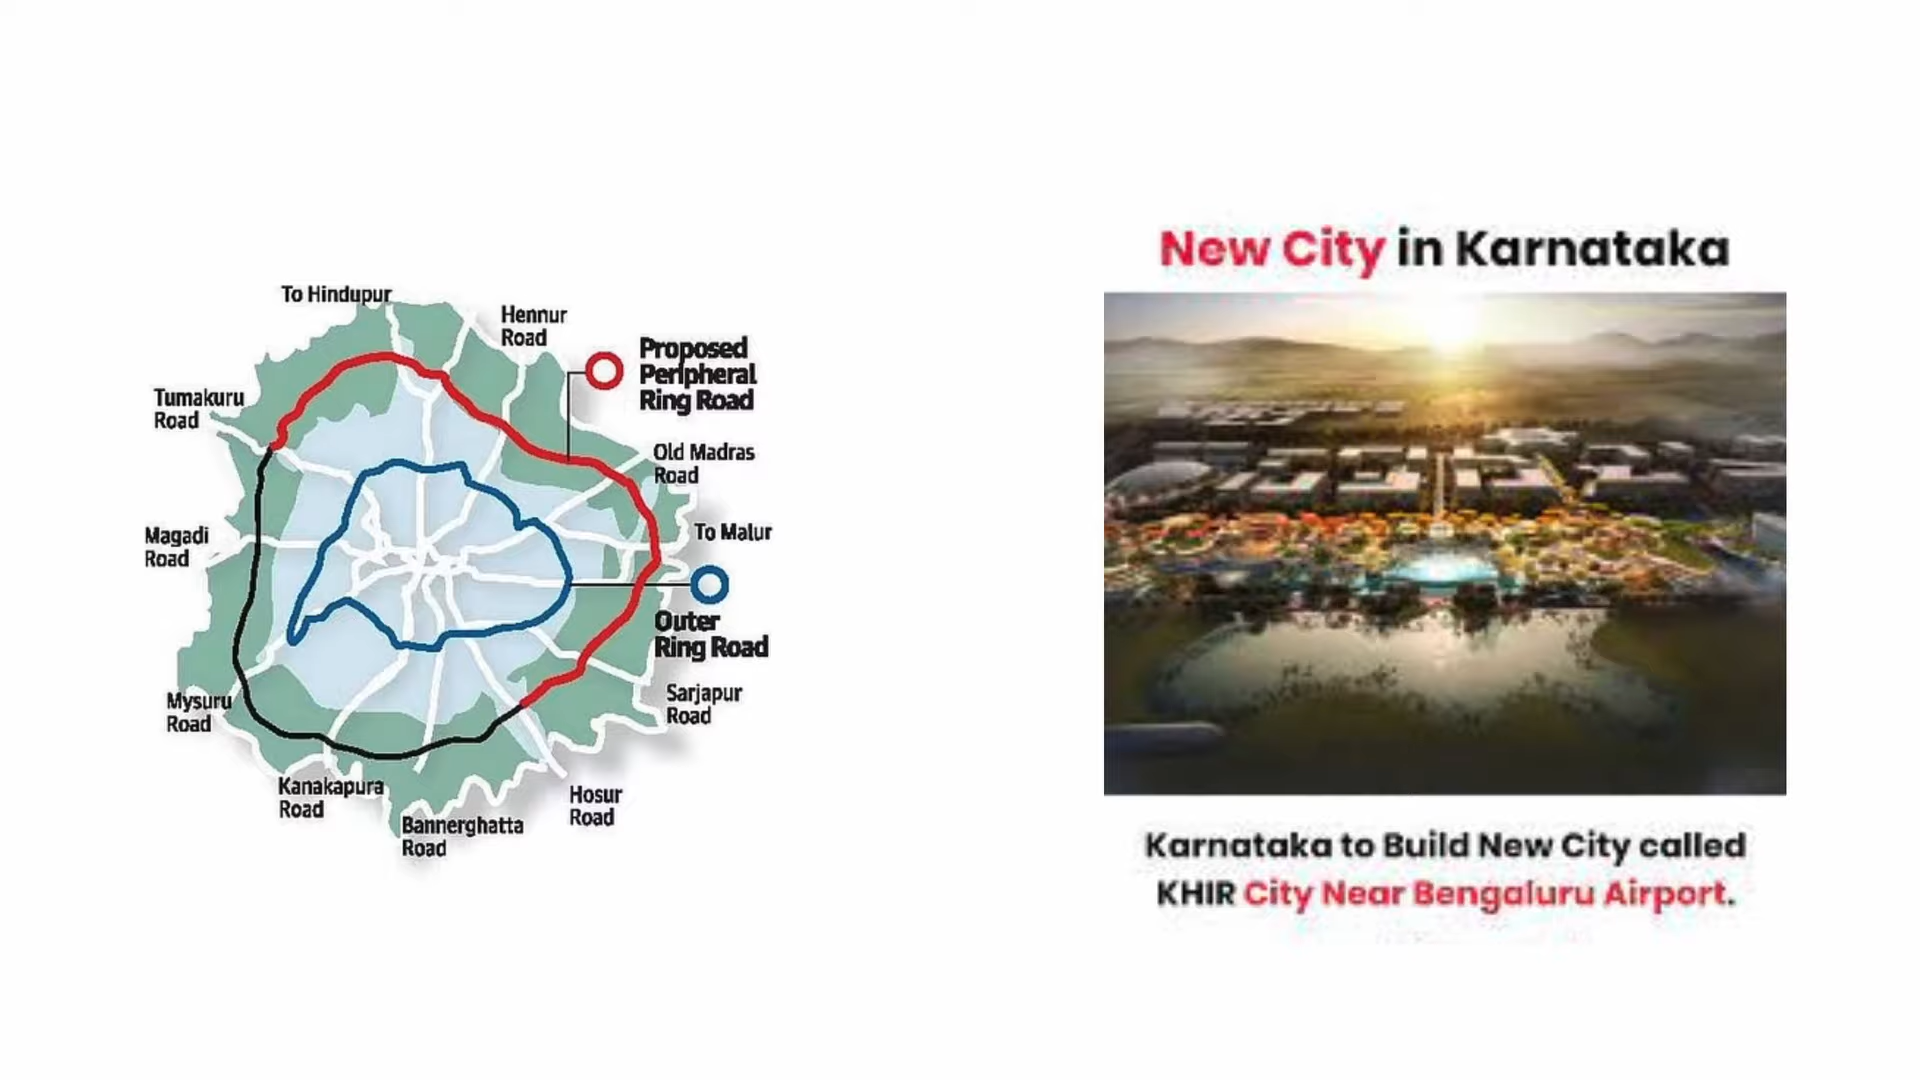 To Hindupur
Hennur
Road
Proposed
Peripheral
Ring Road
Tumakuru
Road
Old Madras
Road
To Malur
Magadi
Road
Outer
Ring Road
Sarjapur
Road
Mysuru
Road
Kanakapura
Road
Hosur
Road
Bannerghatta
Road
New City in Karnataka
Karnataka to Build New City called
KHIR City Near Bengaluru Airport.